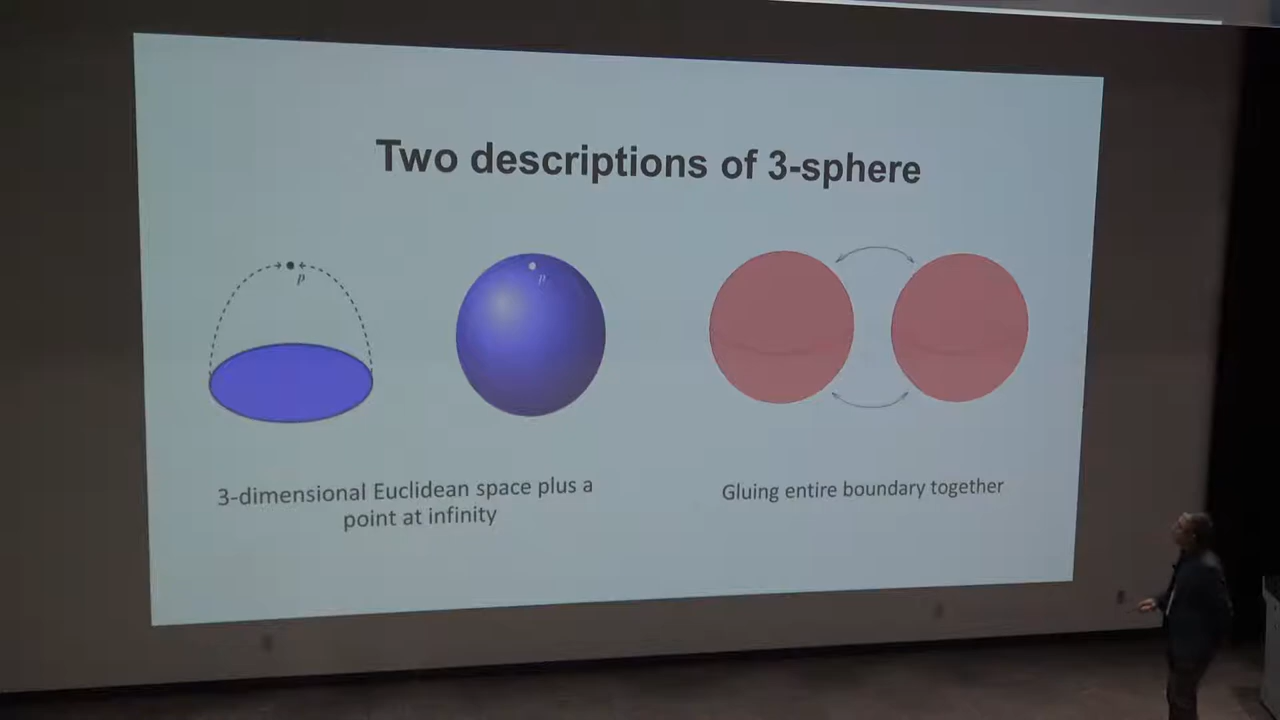 Two descriptions of 3-sphere
p
p
3-dimensional Euclidean space plus a
point at infinity
Gluing entire boundary together